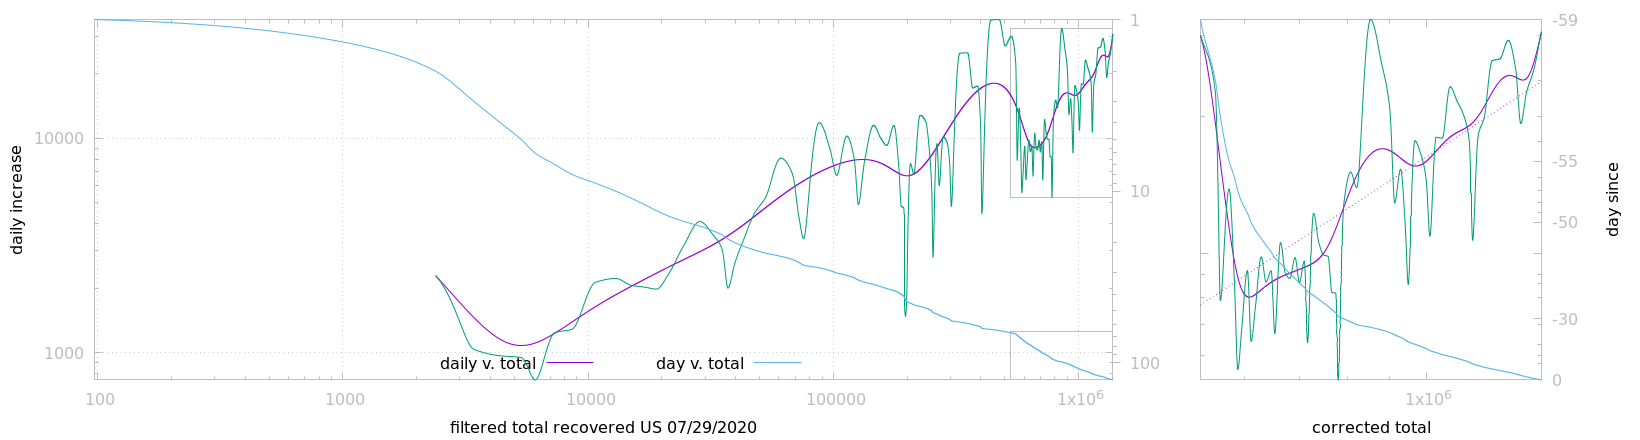 daily increase
10000
1000
100
1000
10000
100000
1x10^6
1
10
100
daily v. total
day v. total
filtered total recovered US 07/29/2020
-59
-55
-50
-30
0
day since
1x10^6
corrected total